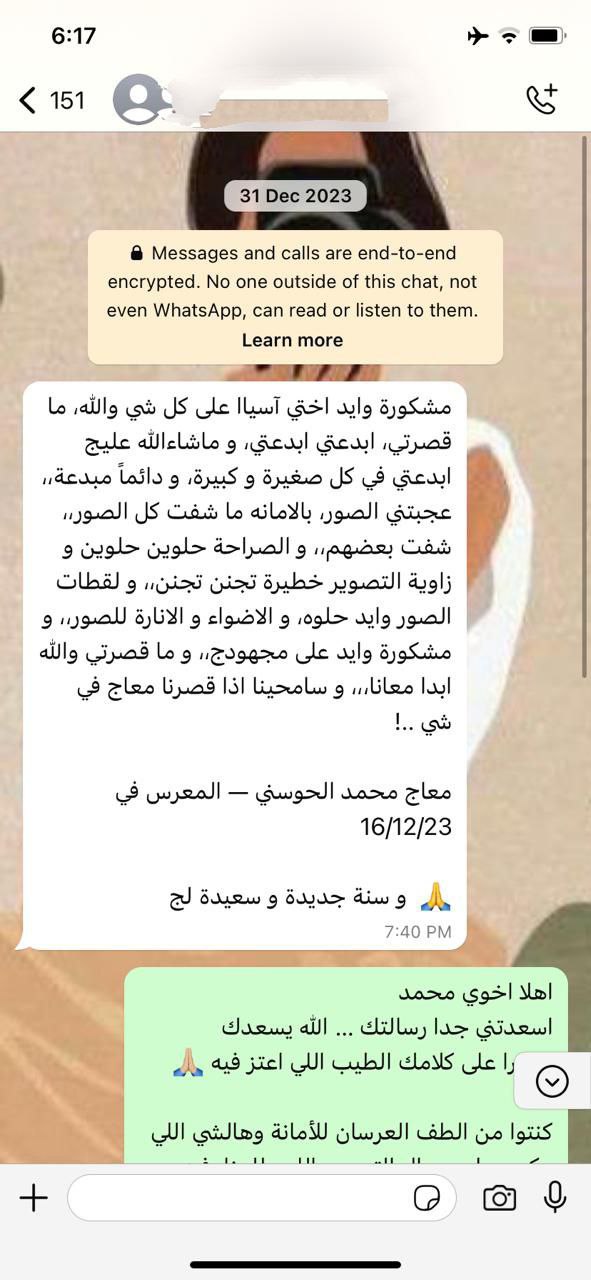 6:17
151
31 Dec 2023
Messages and calls are end-to-end
encrypted. No one outside of this chat, not
even WhatsApp, can read or listen to them.
Learn more
مشكورة وايد اختي آسياا على كل شي والله، ما
قصرتي، ابدعتي ابدعتي، و ماشاءالله عليج
ابدعتي في كل صغيرة و كبيرة، و دائماً مبدعة،،
عجبتني الصور، بالامانه ما شفت كل الصور،،
شفت بعضهم،، و الصراحة حلوين حلوين و
زاوية التصوير خطيرة تجنن تجنن،، و لقطات
الصور وايد حلوه، و الاضواء و الانارة للصور،، و
مشكورة وايد على مجهودج،، و ما قصرتي والله
ابدا معانا،،، و سامحينا اذا قصرنا معاج في
شي ..!
معاج محمد الحوسني — المعرس في
16/12/23
🙏 و سنة جديدة و سعيدة لج
7:40 PM
اهلا اخوي محمد
اسعدتني جدا رسالتك ... الله يسعدك
على كلامك الطيب اللي اعتز فيه 🙏🏼
كنتوا من الطف العرسان للأمانة وهالشي اللي